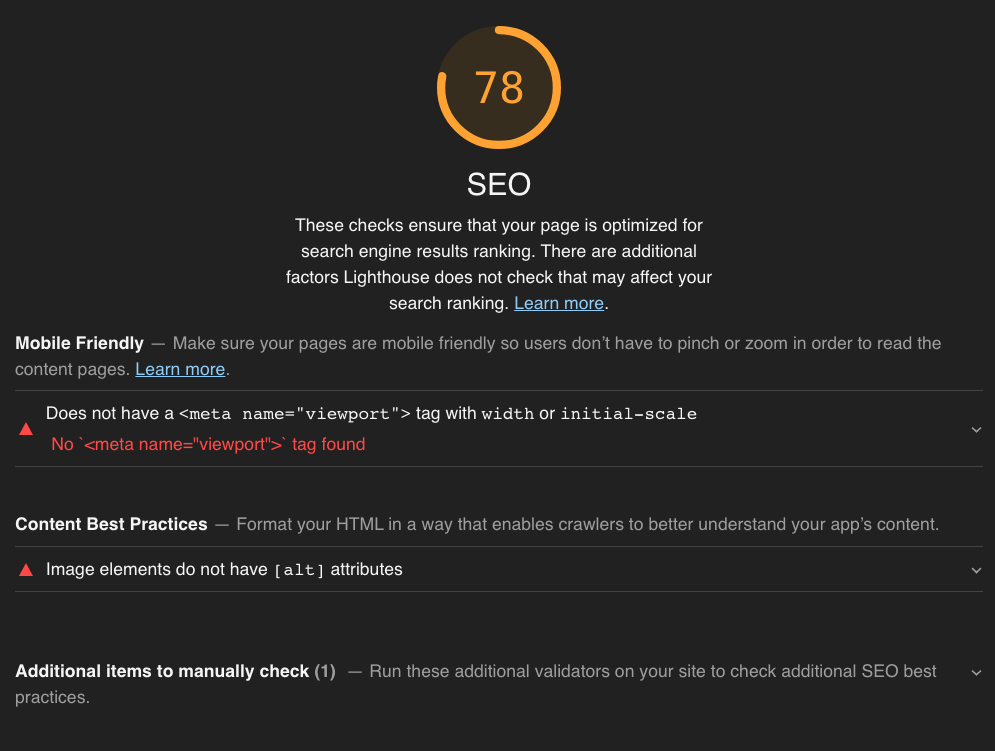 78
SEO
These checks ensure that your page is optimized for
search engine results ranking. There are additional
factors Lighthouse does not check that may affect your
search ranking. Learn more.
Mobile Friendly — Make sure your pages are mobile friendly so users don’t have to pinch or zoom in order to read the
content pages. Learn more.
Does not have a <meta name="viewport"> tag with width or initial-scale
No `<meta name="viewport">` tag found
Content Best Practices — Format your HTML in a way that enables crawlers to better understand your app’s content.
Image elements do not have [alt] attributes
Additional items to manually check (1) — Run these additional validators on your site to check additional SEO best
practices.